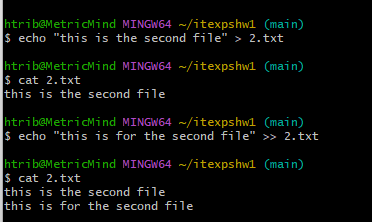 htrib@MetricMind MINGW64 ~/itexpshw1 (main)
$ echo "this is the second file" > 2.txt
htrib@MetricMind MINGW64 ~/itexpshw1 (main)
$ cat 2.txt
this is the second file
htrib@MetricMind MINGW64 ~/itexpshw1 (main)
$ echo "this is for the second file" >> 2.txt
htrib@MetricMind MINGW64 ~/itexpshw1 (main)
$ cat 2.txt
this is the second file
this is for the second file